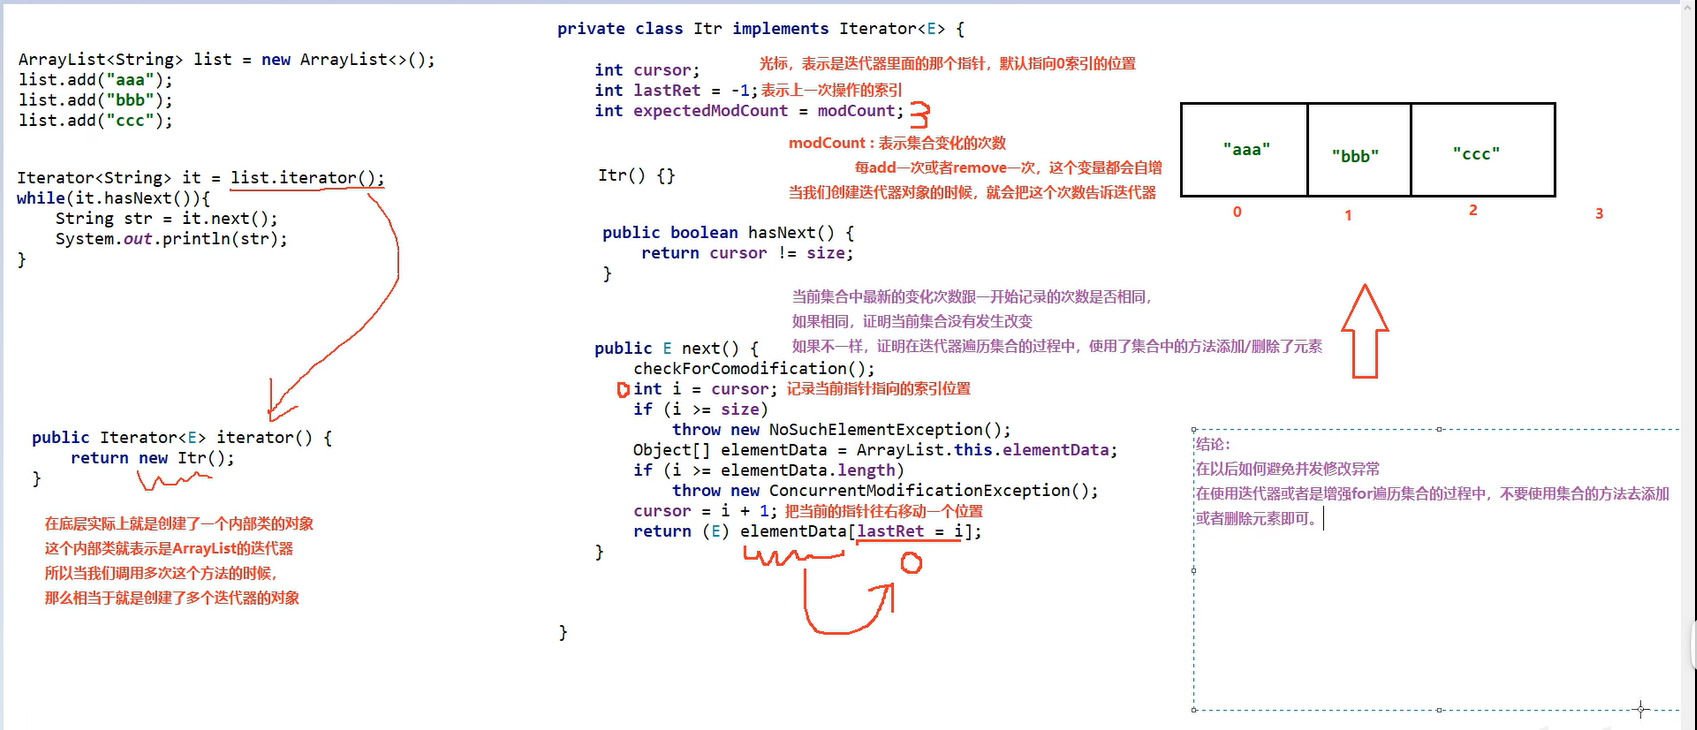 ArrayList<String> list = new ArrayList<>();
list.add("aaa");
list.add("bbb");
list.add("ccc");
Iterator<String> it = list.iterator();
while(it.hasNext()){
String str = it.next();
System.out.println(str);
}
public Iterator<E> iterator() {
return new Itr();
}
在底层实际上就是创建了一个内部类的对象
这个内部类就表示是ArrayList的迭代器
所以当我们调用多次这个方法的时候，
那么相当于就是创建了多个迭代器的对象
private class Itr implements Iterator<E> {
int cursor; 光标，表示是迭代器里面的那个指针，默认指向0索引的位置
int lastRet = -1; 表示上一次操作的索引
int expectedModCount = modCount; 3
modCount：表示集合变化的次数
每add一次或者remove一次，这个变量都会自增
Itr() {}
当我们创建迭代器对象的时候，就会把这个次数告诉迭代器
public boolean hasNext() {
return cursor != size;
}
当前集合中最新的变化次数跟一开始记录的次数是否相同，
如果相同，证明当前集合没有发生改变
如果不一样，证明在迭代器遍历集合的过程中，使用了集合中的方法添加/删除了元素
public E next() {
checkForComodification();
0 int i = cursor; 记录当前指针指向的索引位置
if (i >= size)
throw new NoSuchElementException();
Object[] elementData = ArrayList.this.elementData;
if (i >= elementData.length)
throw new ConcurrentModificationException();
cursor = i + 1; 把当前的指针往右移动一个位置
return (E) elementData[lastRet = i];
}
0
}
"aaa" "bbb" "ccc"
0 1 2 3
结论：
在以后如何避免并发修改异常
在使用迭代器或者是增强for遍历集合的过程中，不要使用集合的方法去添加
或者删除元素即可。